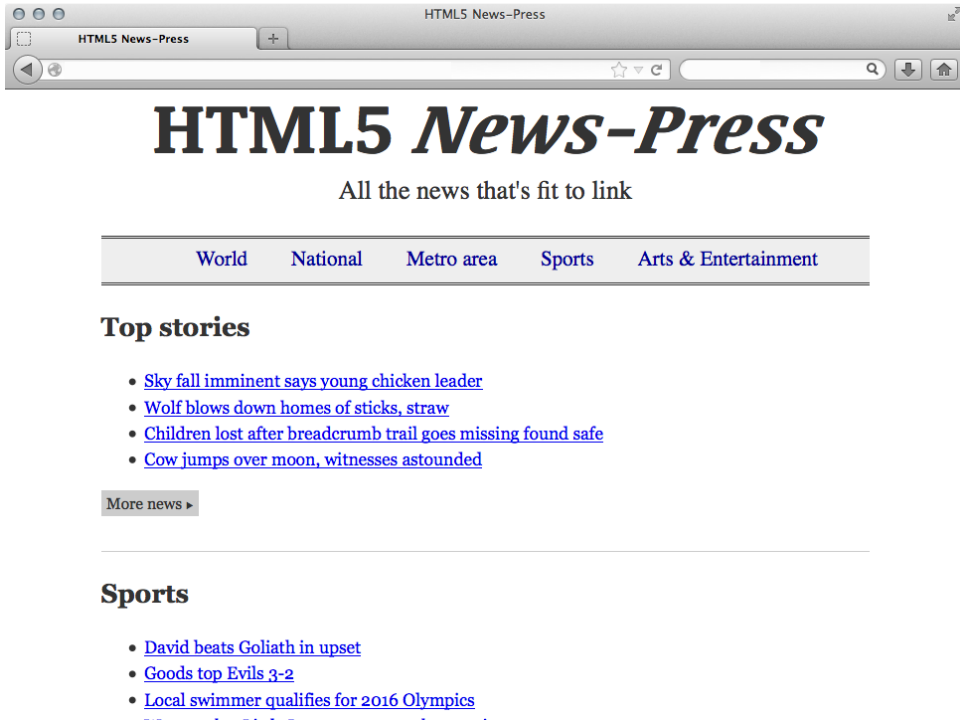 HTML5 News-Press
HTML5 News-Press
HTML5 News-Press
All the news that's fit to link
World National Metro area Sports Arts & Entertainment
Top stories
Sky fall imminent says young chicken leader
Wolf blows down homes of sticks, straw
Children lost after breadcrumb trail goes missing found safe
Cow jumps over moon, witnesses astounded
More news ▸
Sports
David beats Goliath in upset
Goods top Evils 3-2
Local swimmer qualifies for 2016 Olympics